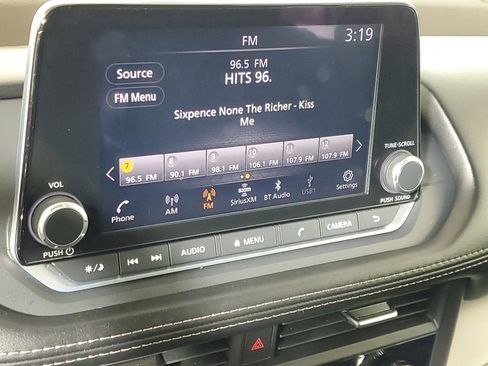 FM
3:19
Source
96.5 FM
HITS 96.
FM Menu
Sixpence None The Richer - Kiss
Me
TUNE·SCROLL
7 8 9 10 11 12
96.5 FM 90.1 FM 98.1 FM 106.1 FM 107.9 FM 107.9 FM
VOL
Phone AM FM SiriusXM BT Audio USB1 Settings
PUSH
PUSH SOUND
AUDIO MENU CAMERA